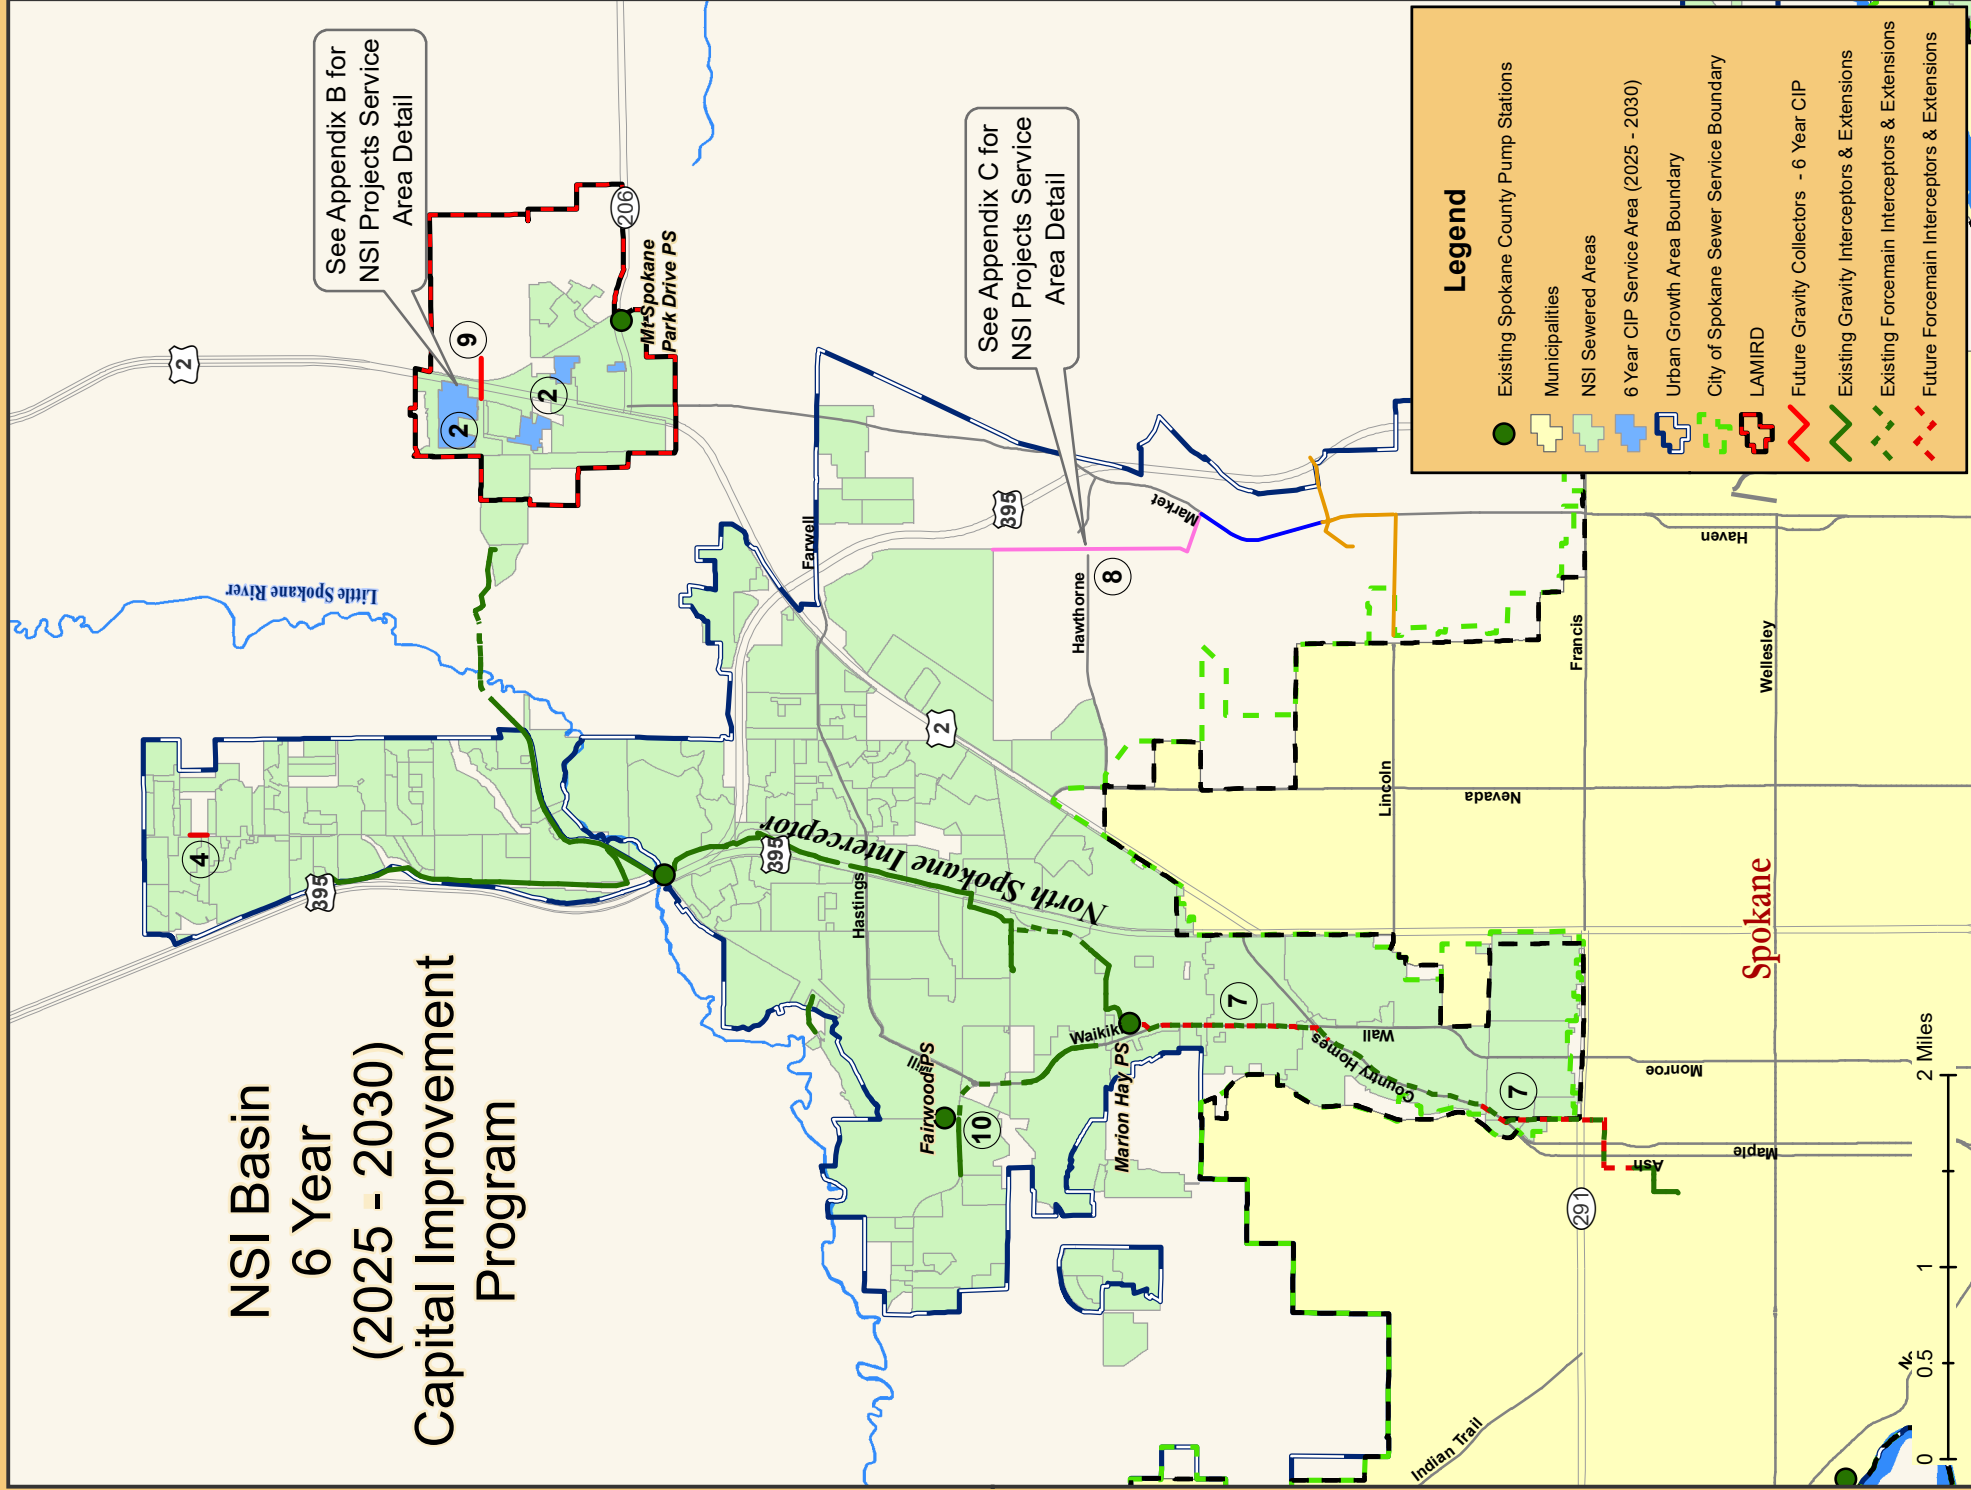 NSI Basin
6 Year
(2025 - 2030)
Capital Improvement
Program
See Appendix B for
NSI Projects Service
Area Detail
See Appendix C for
NSI Projects Service
Area Detail
Legend
Existing Spokane County Pump Stations
Municipalities
NSI Sewered Areas
6 Year CIP Service Area (2025 - 2030)
Urban Growth Area Boundary
City of Spokane Sewer Service Boundary
LAMIRD
Future Gravity Collectors - 6 Year CIP
Existing Gravity Interceptors & Extensions
Existing Forcemain Interceptors & Extensions
Future Forcemain Interceptors & Extensions
Little Spokane River
2
206
Mt Spokane
Park Drive PS
9
2
2
4
395
395
395
2
North Spokane Interceptor
Farwell
Market
Hawthorne
8
Hastings
Fairwood PS
10
Waikik
Marion Hay PS
7
7
Wall
Country Homes
Lincoln
Nevada
Francis
Haven
Wellesley
Spokane
Monroe
Maple
Ash
291
Indian Trail
0
0.5
1
2 Miles